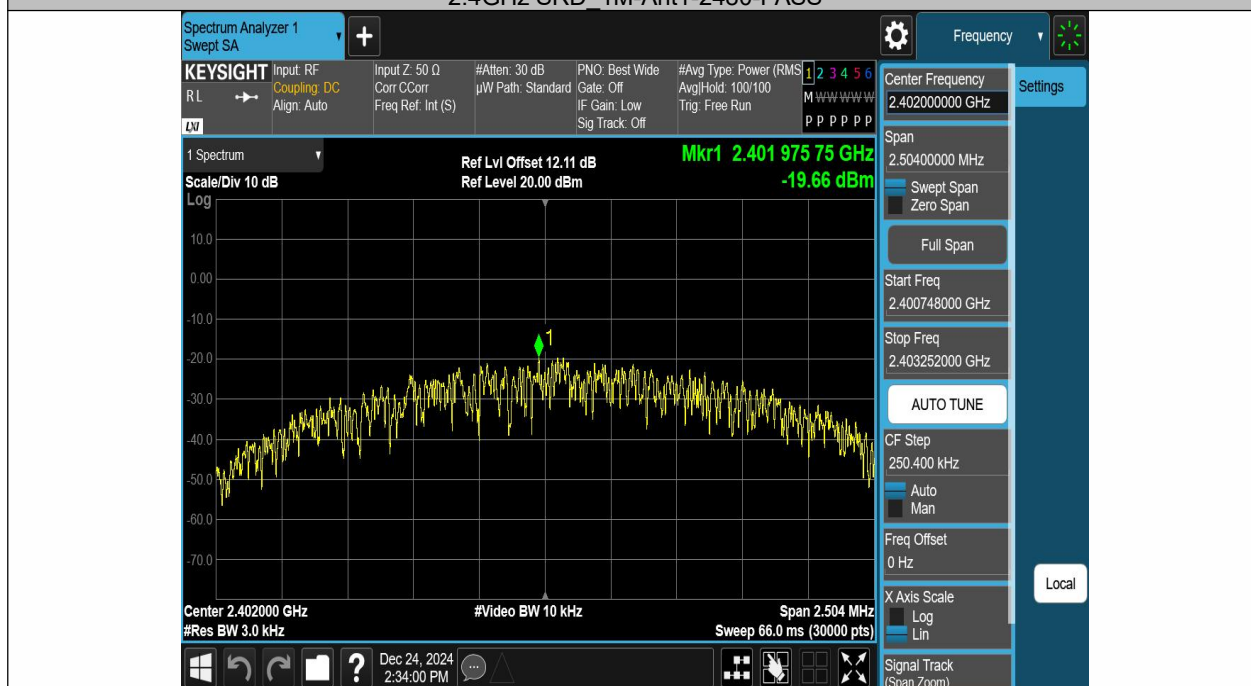 2.4GHz SRD_1M-Ant1-2480-PASS
Spectrum Analyzer 1
Swept SA
Frequency
KEYSIGHT
RL
LXI
Input: RF
Coupling: DC
Align: Auto
Input Z: 50 Ω
Corr CCorr
Freq Ref: Int (S)
#Atten: 30 dB
µW Path: Standard
PNO: Best Wide
Gate: Off
IF Gain: Low
Sig Track: Off
#Avg Type: Power (RMS
Avg|Hold: 100/100
Trig: Free Run
1 2 3 4 5 6
M W W W W W
P P P P P P
1 Spectrum
Scale/Div 10 dB
Ref Lvl Offset 12.11 dB
Ref Level 20.00 dBm
Mkr1 2.401 975 75 GHz
-19.66 dBm
Log
10.0
0.00
-10.0
-20.0
-30.0
-40.0
-50.0
-60.0
-70.0
1
Center 2.402000 GHz
#Res BW 3.0 kHz
#Video BW 10 kHz
Span 2.504 MHz
Sweep 66.0 ms (30000 pts)
Dec 24, 2024
2:34:00 PM
Center Frequency
2.402000000 GHz
Settings
Span
2.50400000 MHz
Swept Span
Zero Span
Full Span
Start Freq
2.400748000 GHz
Stop Freq
2.403252000 GHz
AUTO TUNE
CF Step
250.400 kHz
Auto
Man
Freq Offset
0 Hz
X Axis Scale
Log
Lin
Local
Signal Track
(Span Zoom)